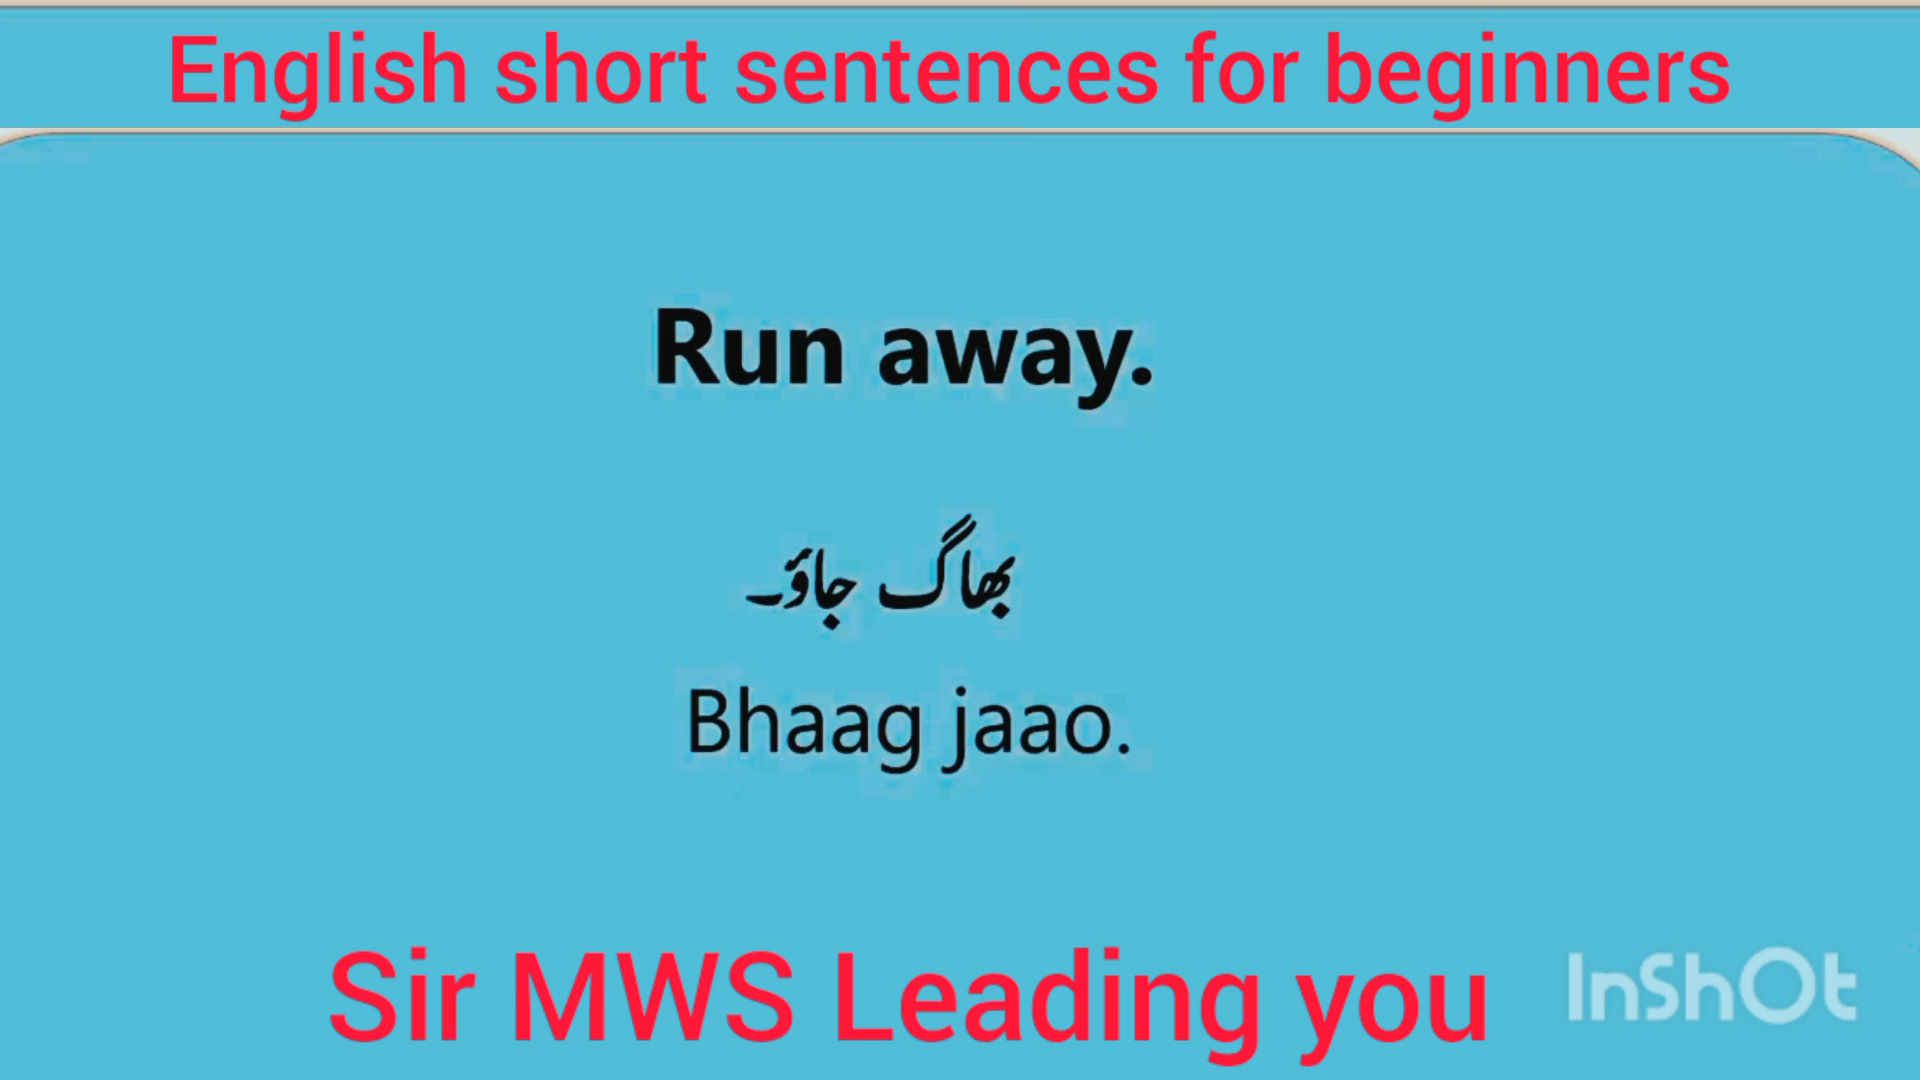 English short sentences for beginners
Run away.
بھاگ جاؤ۔
Bhaag jaao.
Sir MWS Leading you
InShOt